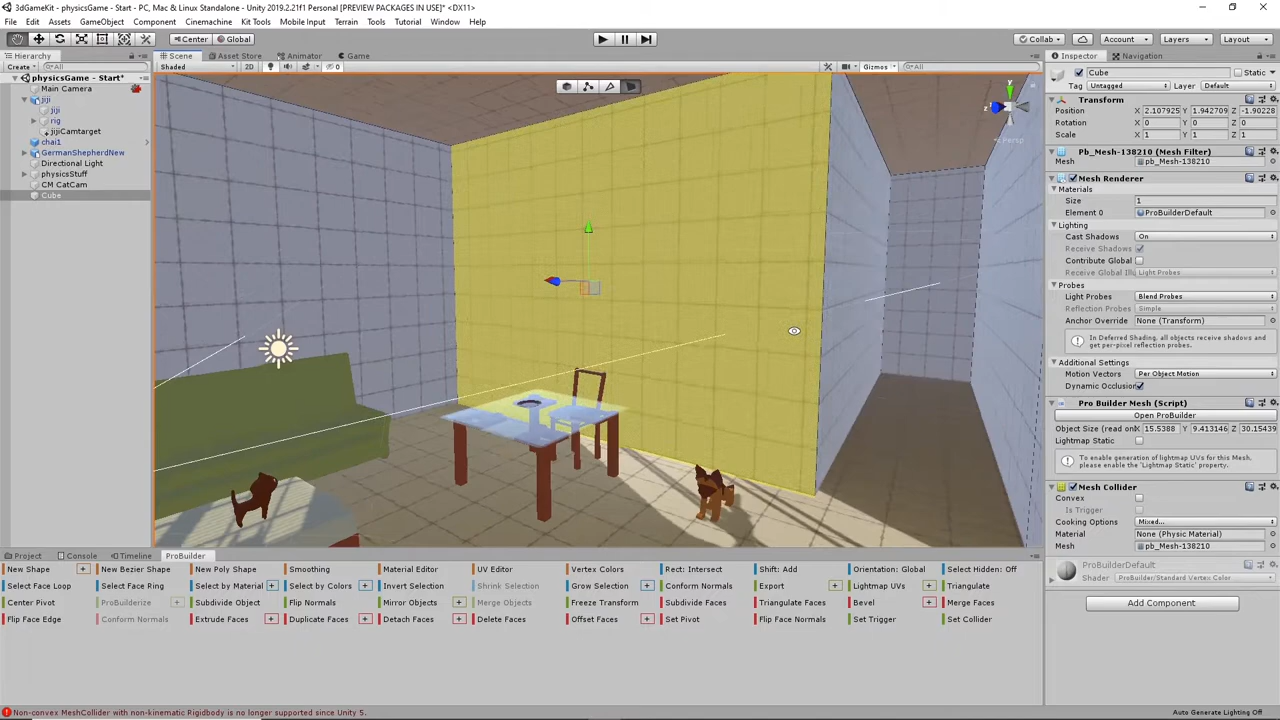 3dGameKit - physicsGame - Start - PC, Mac & Linux Standalone - Unity 2019.2.21f1 Personal [PREVIEW PACKAGES IN USE]* <DX11>
File Edit Assets GameObject Component Cinemachine Kit Tools Mobile Input Terrain Tools Tutorial Window Help
Center Global Collab Account Layers Layout
Hierarchy Scene Asset Store Animator Game Inspector Navigation
Create All Shaded 2D 0 Gizmos All
physicsGame - Start*
Main Camera
jiji
jiji
rig
jijiCamtarget
chai1
GermanShepherdNew
Directional Light
physicsStuff
CM CatCam
Cube
y
z
Persp
Cube Static
Tag Untagged Layer Default
Transform
Position X 2.107925 Y 1.942709 Z -1.90228
Rotation X 0 Y 0 Z 0
Scale X 1 Y 1 Z 1
Pb_Mesh-138210 (Mesh Filter)
Mesh pb_Mesh-138210
Mesh Renderer
Materials
Size 1
Element 0 ProBuilderDefault
Lighting
Cast Shadows On
Receive Shadows
Contribute Global
Receive Global Illu Light Probes
Probes
Light Probes Blend Probes
Reflection Probes Simple
Anchor Override None (Transform)
In Deferred Shading, all objects receive shadows and
get per-pixel reflection probes.
Additional Settings
Motion Vectors Per Object Motion
Dynamic Occlusion
Pro Builder Mesh (Script)
Open ProBuilder
Object Size (read on X 15.5388 Y 9.413146 Z 30.15439
Lightmap Static
To enable generation of lightmap UVs for this Mesh,
please enable the 'Lightmap Static' property.
Mesh Collider
Convex
Is Trigger
Cooking Options Mixed...
Material None (Physic Material)
Mesh pb_Mesh-138210
ProBuilderDefault
Shader ProBuilder/Standard Vertex Color
Add Component
Project Console Timeline ProBuilder
New Shape + New Bezier Shape New Poly Shape Smoothing Material Editor UV Editor Vertex Colors Rect: Intersect Shift: Add Orientation: Global Select Hidden: Off
Select Face Loop Select Face Ring Select by Material + Select by Colors + Invert Selection Shrink Selection Grow Selection + Conform Normals Export + Lightmap UVs + Triangulate
Center Pivot ProBuilderize + Subdivide Object Flip Normals Mirror Objects + Merge Objects Freeze Transform Subdivide Faces Triangulate Faces Bevel + Merge Faces
Flip Face Edge Conform Normals Extrude Faces + Duplicate Faces + Detach Faces + Delete Faces Offset Faces + Set Pivot Flip Face Normals Set Trigger Set Collider
Non-convex MeshCollider with non-kinematic Rigidbody is no longer supported since Unity 5. Auto Generate Lighting Off